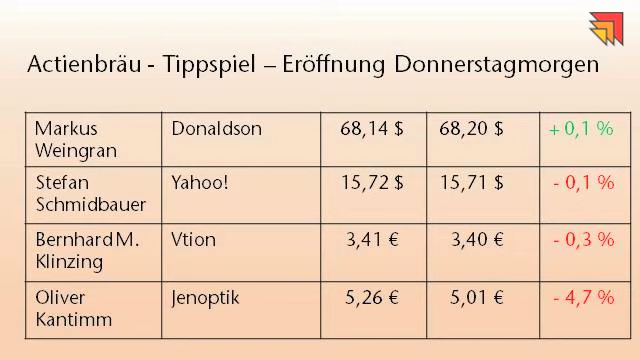 Actienbräu - Tippspiel – Eröffnung Donnerstagmorgen
Markus Weingran Donaldson 68,14 $ 68,20 $ + 0,1 %
Stefan Schmidbauer Yahoo! 15,72 $ 15,71 $ - 0,1 %
Bernhard M. Klinzing Vtion 3,41 € 3,40 € - 0,3 %
Oliver Kantimm Jenoptik 5,26 € 5,01 € - 4,7 %